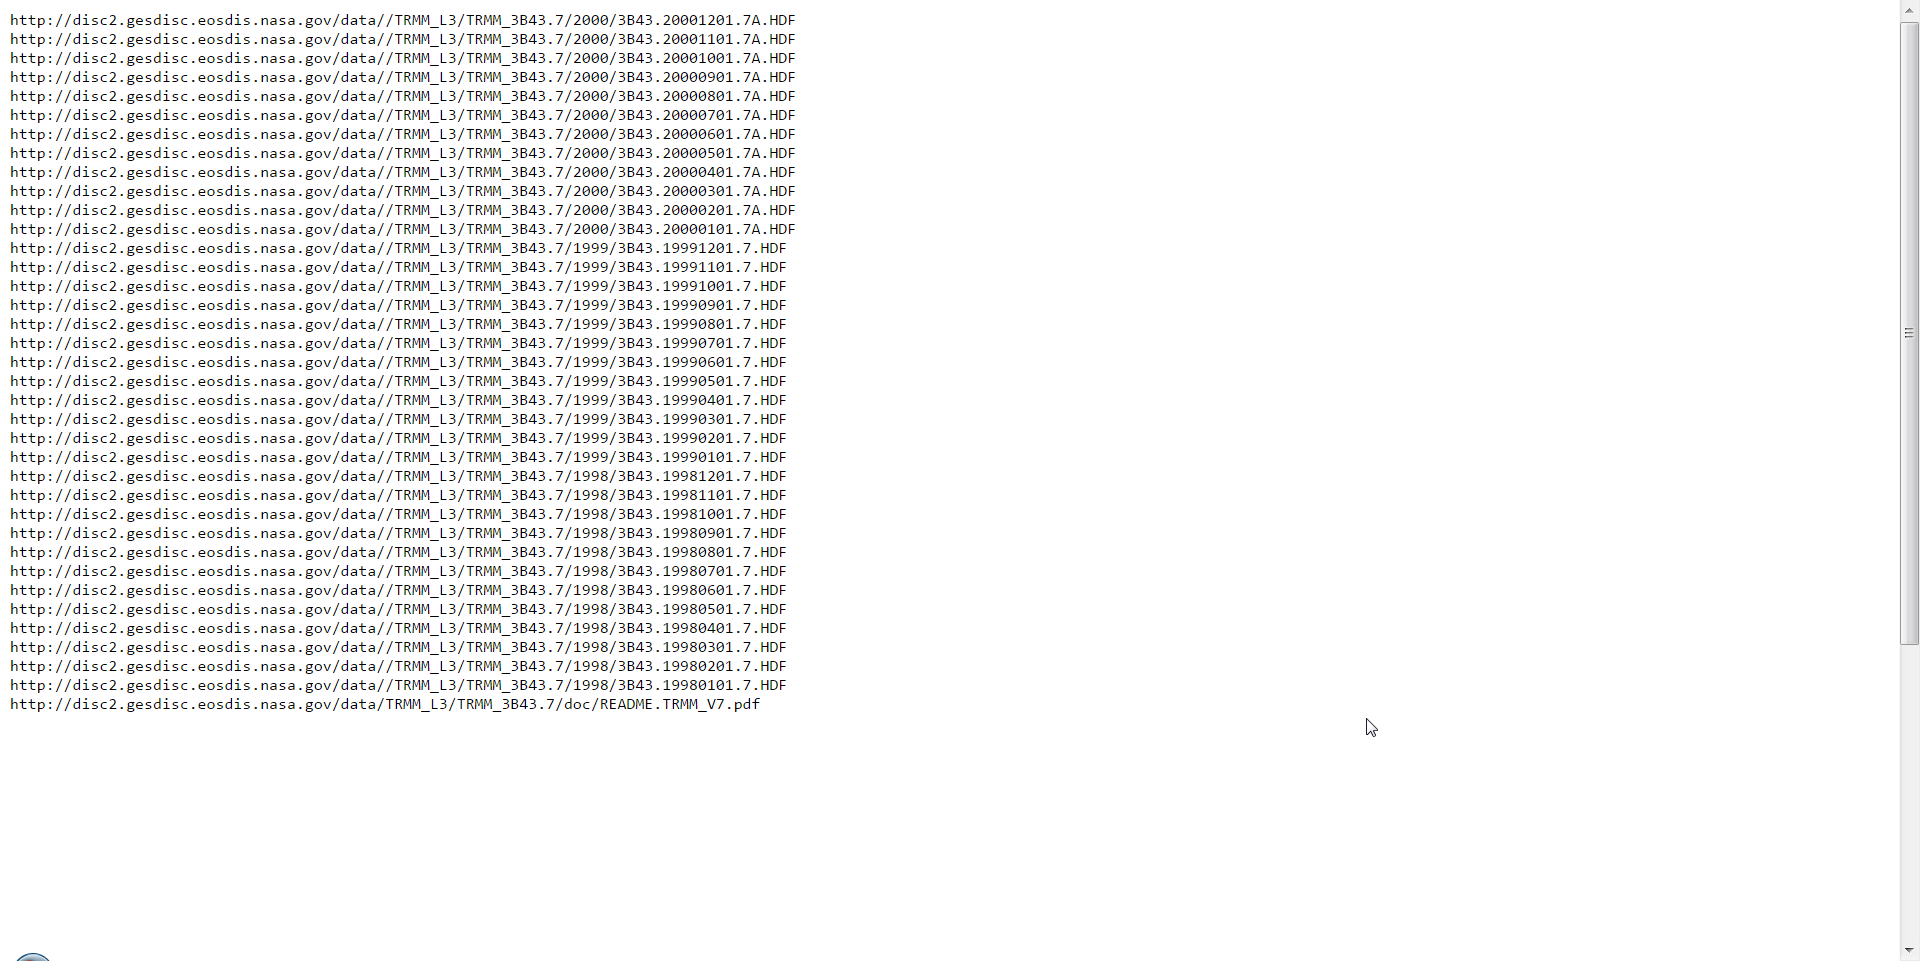 http://disc2.gesdisc.eosdis.nasa.gov/data//TRMM_L3/TRMM_3B43.7/2000/3B43.20001201.7A.HDF
http://disc2.gesdisc.eosdis.nasa.gov/data//TRMM_L3/TRMM_3B43.7/2000/3B43.20001101.7A.HDF
http://disc2.gesdisc.eosdis.nasa.gov/data//TRMM_L3/TRMM_3B43.7/2000/3B43.20001001.7A.HDF
http://disc2.gesdisc.eosdis.nasa.gov/data//TRMM_L3/TRMM_3B43.7/2000/3B43.20000901.7A.HDF
http://disc2.gesdisc.eosdis.nasa.gov/data//TRMM_L3/TRMM_3B43.7/2000/3B43.20000801.7A.HDF
http://disc2.gesdisc.eosdis.nasa.gov/data//TRMM_L3/TRMM_3B43.7/2000/3B43.20000701.7A.HDF
http://disc2.gesdisc.eosdis.nasa.gov/data//TRMM_L3/TRMM_3B43.7/2000/3B43.20000601.7A.HDF
http://disc2.gesdisc.eosdis.nasa.gov/data//TRMM_L3/TRMM_3B43.7/2000/3B43.20000501.7A.HDF
http://disc2.gesdisc.eosdis.nasa.gov/data//TRMM_L3/TRMM_3B43.7/2000/3B43.20000401.7A.HDF
http://disc2.gesdisc.eosdis.nasa.gov/data//TRMM_L3/TRMM_3B43.7/2000/3B43.20000301.7A.HDF
http://disc2.gesdisc.eosdis.nasa.gov/data//TRMM_L3/TRMM_3B43.7/2000/3B43.20000201.7A.HDF
http://disc2.gesdisc.eosdis.nasa.gov/data//TRMM_L3/TRMM_3B43.7/2000/3B43.20000101.7A.HDF
http://disc2.gesdisc.eosdis.nasa.gov/data//TRMM_L3/TRMM_3B43.7/1999/3B43.19991201.7.HDF
http://disc2.gesdisc.eosdis.nasa.gov/data//TRMM_L3/TRMM_3B43.7/1999/3B43.19991101.7.HDF
http://disc2.gesdisc.eosdis.nasa.gov/data//TRMM_L3/TRMM_3B43.7/1999/3B43.19991001.7.HDF
http://disc2.gesdisc.eosdis.nasa.gov/data//TRMM_L3/TRMM_3B43.7/1999/3B43.19990901.7.HDF
http://disc2.gesdisc.eosdis.nasa.gov/data//TRMM_L3/TRMM_3B43.7/1999/3B43.19990801.7.HDF
http://disc2.gesdisc.eosdis.nasa.gov/data//TRMM_L3/TRMM_3B43.7/1999/3B43.19990701.7.HDF
http://disc2.gesdisc.eosdis.nasa.gov/data//TRMM_L3/TRMM_3B43.7/1999/3B43.19990601.7.HDF
http://disc2.gesdisc.eosdis.nasa.gov/data//TRMM_L3/TRMM_3B43.7/1999/3B43.19990501.7.HDF
http://disc2.gesdisc.eosdis.nasa.gov/data//TRMM_L3/TRMM_3B43.7/1999/3B43.19990401.7.HDF
http://disc2.gesdisc.eosdis.nasa.gov/data//TRMM_L3/TRMM_3B43.7/1999/3B43.19990301.7.HDF
http://disc2.gesdisc.eosdis.nasa.gov/data//TRMM_L3/TRMM_3B43.7/1999/3B43.19990201.7.HDF
http://disc2.gesdisc.eosdis.nasa.gov/data//TRMM_L3/TRMM_3B43.7/1999/3B43.19990101.7.HDF
http://disc2.gesdisc.eosdis.nasa.gov/data//TRMM_L3/TRMM_3B43.7/1998/3B43.19981201.7.HDF
http://disc2.gesdisc.eosdis.nasa.gov/data//TRMM_L3/TRMM_3B43.7/1998/3B43.19981101.7.HDF
http://disc2.gesdisc.eosdis.nasa.gov/data//TRMM_L3/TRMM_3B43.7/1998/3B43.19981001.7.HDF
http://disc2.gesdisc.eosdis.nasa.gov/data//TRMM_L3/TRMM_3B43.7/1998/3B43.19980901.7.HDF
http://disc2.gesdisc.eosdis.nasa.gov/data//TRMM_L3/TRMM_3B43.7/1998/3B43.19980801.7.HDF
http://disc2.gesdisc.eosdis.nasa.gov/data//TRMM_L3/TRMM_3B43.7/1998/3B43.19980701.7.HDF
http://disc2.gesdisc.eosdis.nasa.gov/data//TRMM_L3/TRMM_3B43.7/1998/3B43.19980601.7.HDF
http://disc2.gesdisc.eosdis.nasa.gov/data//TRMM_L3/TRMM_3B43.7/1998/3B43.19980501.7.HDF
http://disc2.gesdisc.eosdis.nasa.gov/data//TRMM_L3/TRMM_3B43.7/1998/3B43.19980401.7.HDF
http://disc2.gesdisc.eosdis.nasa.gov/data//TRMM_L3/TRMM_3B43.7/1998/3B43.19980301.7.HDF
http://disc2.gesdisc.eosdis.nasa.gov/data//TRMM_L3/TRMM_3B43.7/1998/3B43.19980201.7.HDF
http://disc2.gesdisc.eosdis.nasa.gov/data//TRMM_L3/TRMM_3B43.7/1998/3B43.19980101.7.HDF
http://disc2.gesdisc.eosdis.nasa.gov/data/TRMM_L3/TRMM_3B43.7/doc/README.TRMM_V7.pdf